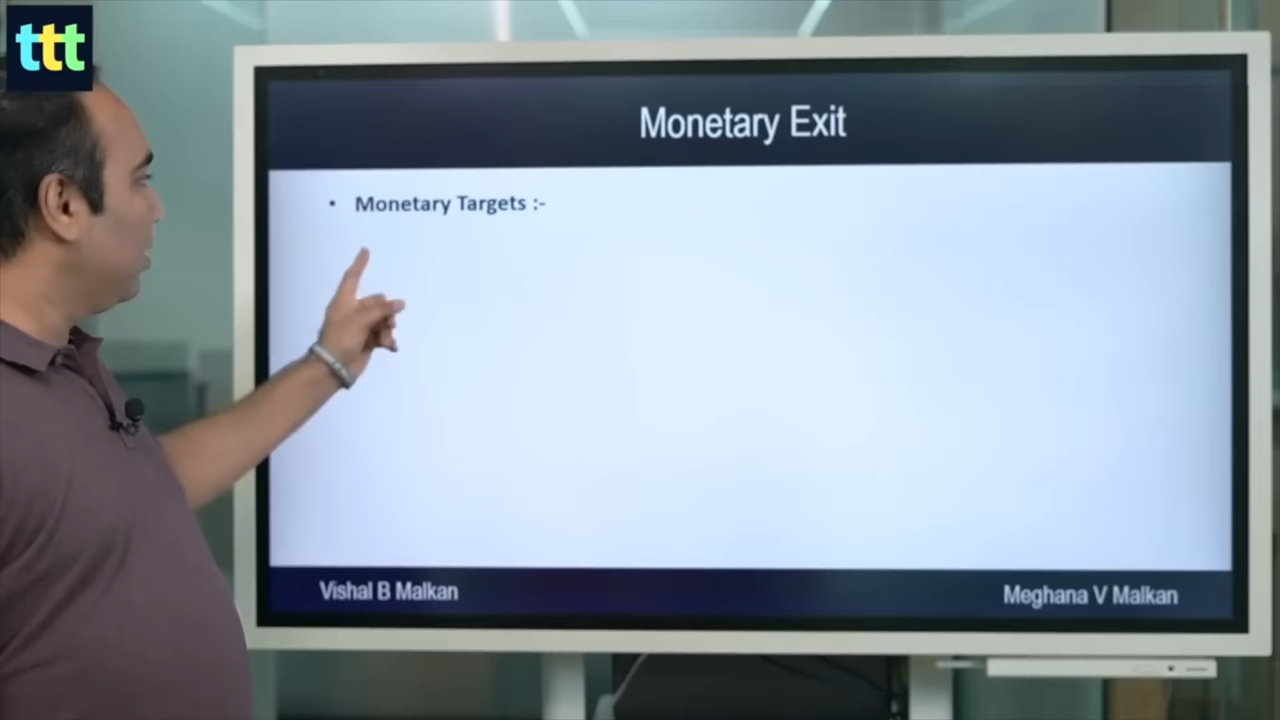 ttt
Monetary Exit
• Monetary Targets :-
Vishal B Malkan
Meghana V Malkan